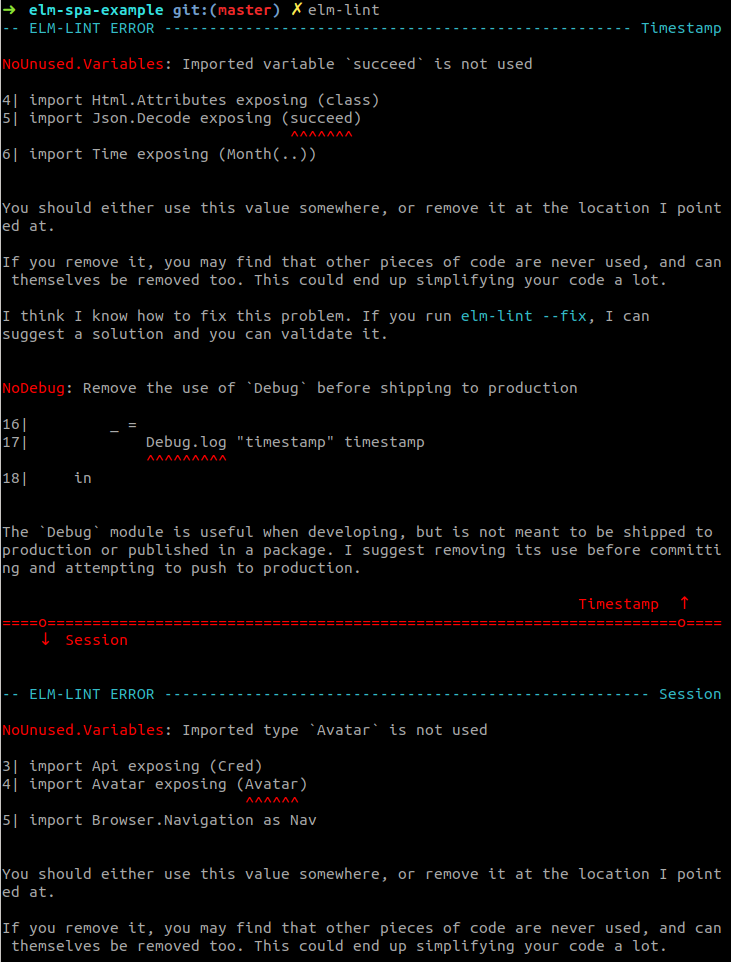 ➜  elm-spa-example git:(master) ✗ elm-lint
-- ELM-LINT ERROR ---------------------------------------------------- Timestamp
NoUnused.Variables: Imported variable `succeed` is not used
4| import Html.Attributes exposing (class)
5| import Json.Decode exposing (succeed)
                                ^^^^^^^
6| import Time exposing (Month(..))
You should either use this value somewhere, or remove it at the location I point
ed at.
If you remove it, you may find that other pieces of code are never used, and can
 themselves be removed too. This could end up simplifying your code a lot.
I think I know how to fix this problem. If you run elm-lint --fix, I can
suggest a solution and you can validate it.
NoDebug: Remove the use of `Debug` before shipping to production
16|         _ =
17|             Debug.log "timestamp" timestamp
                ^^^^^^^^^
18|     in
The `Debug` module is useful when developing, but is not meant to be shipped to
production or published in a package. I suggest removing its use before committi
ng and attempting to push to production.
                                                                Timestamp  ↑
====o=======================================================================o====
    ↓  Session
-- ELM-LINT ERROR ------------------------------------------------------ Session
NoUnused.Variables: Imported type `Avatar` is not used
3| import Api exposing (Cred)
4| import Avatar exposing (Avatar)
                           ^^^^^^
5| import Browser.Navigation as Nav
You should either use this value somewhere, or remove it at the location I point
ed at.
If you remove it, you may find that other pieces of code are never used, and can
 themselves be removed too. This could end up simplifying your code a lot.